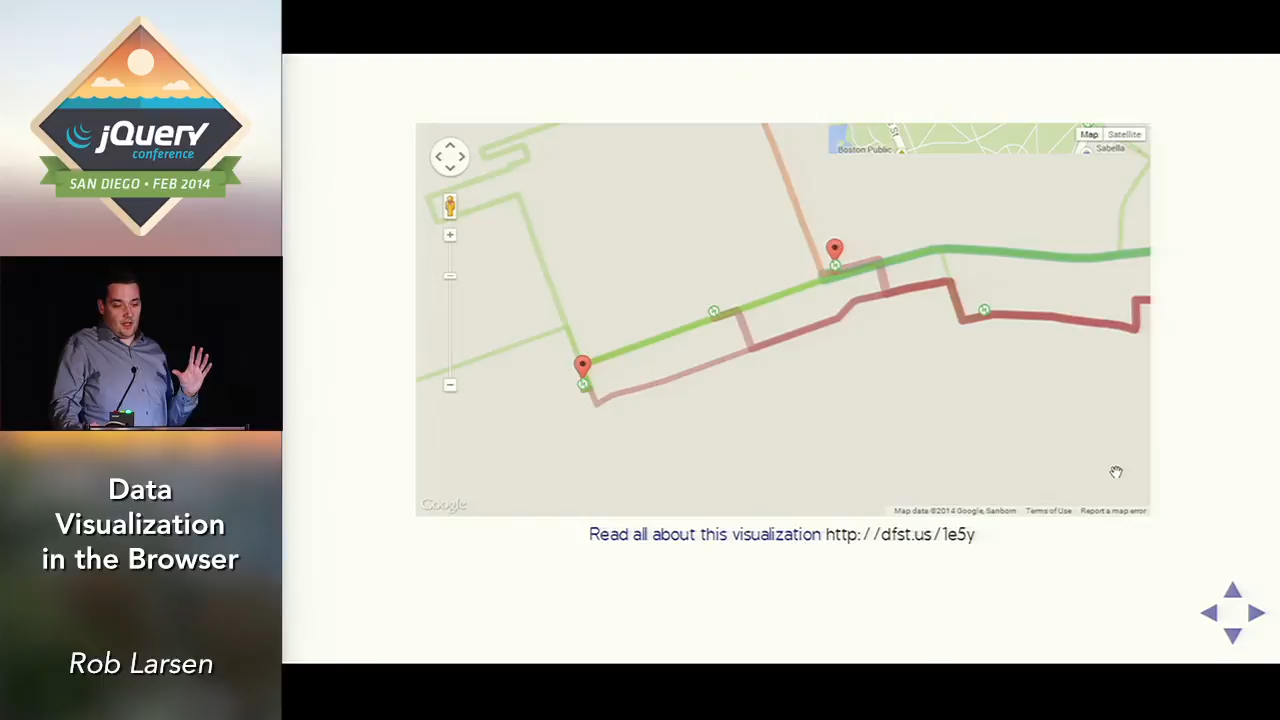 jQuery
conference
SAN DIEGO • FEB 2014
Data
Visualization
in the Browser
Rob Larsen
St
Boston Public
Map
Satellite
Sabella
Google
Map data ©2014 Google, Sanborn
Terms of Use
Report a map error
Read all about this visualization http://dfst.us/1e5y